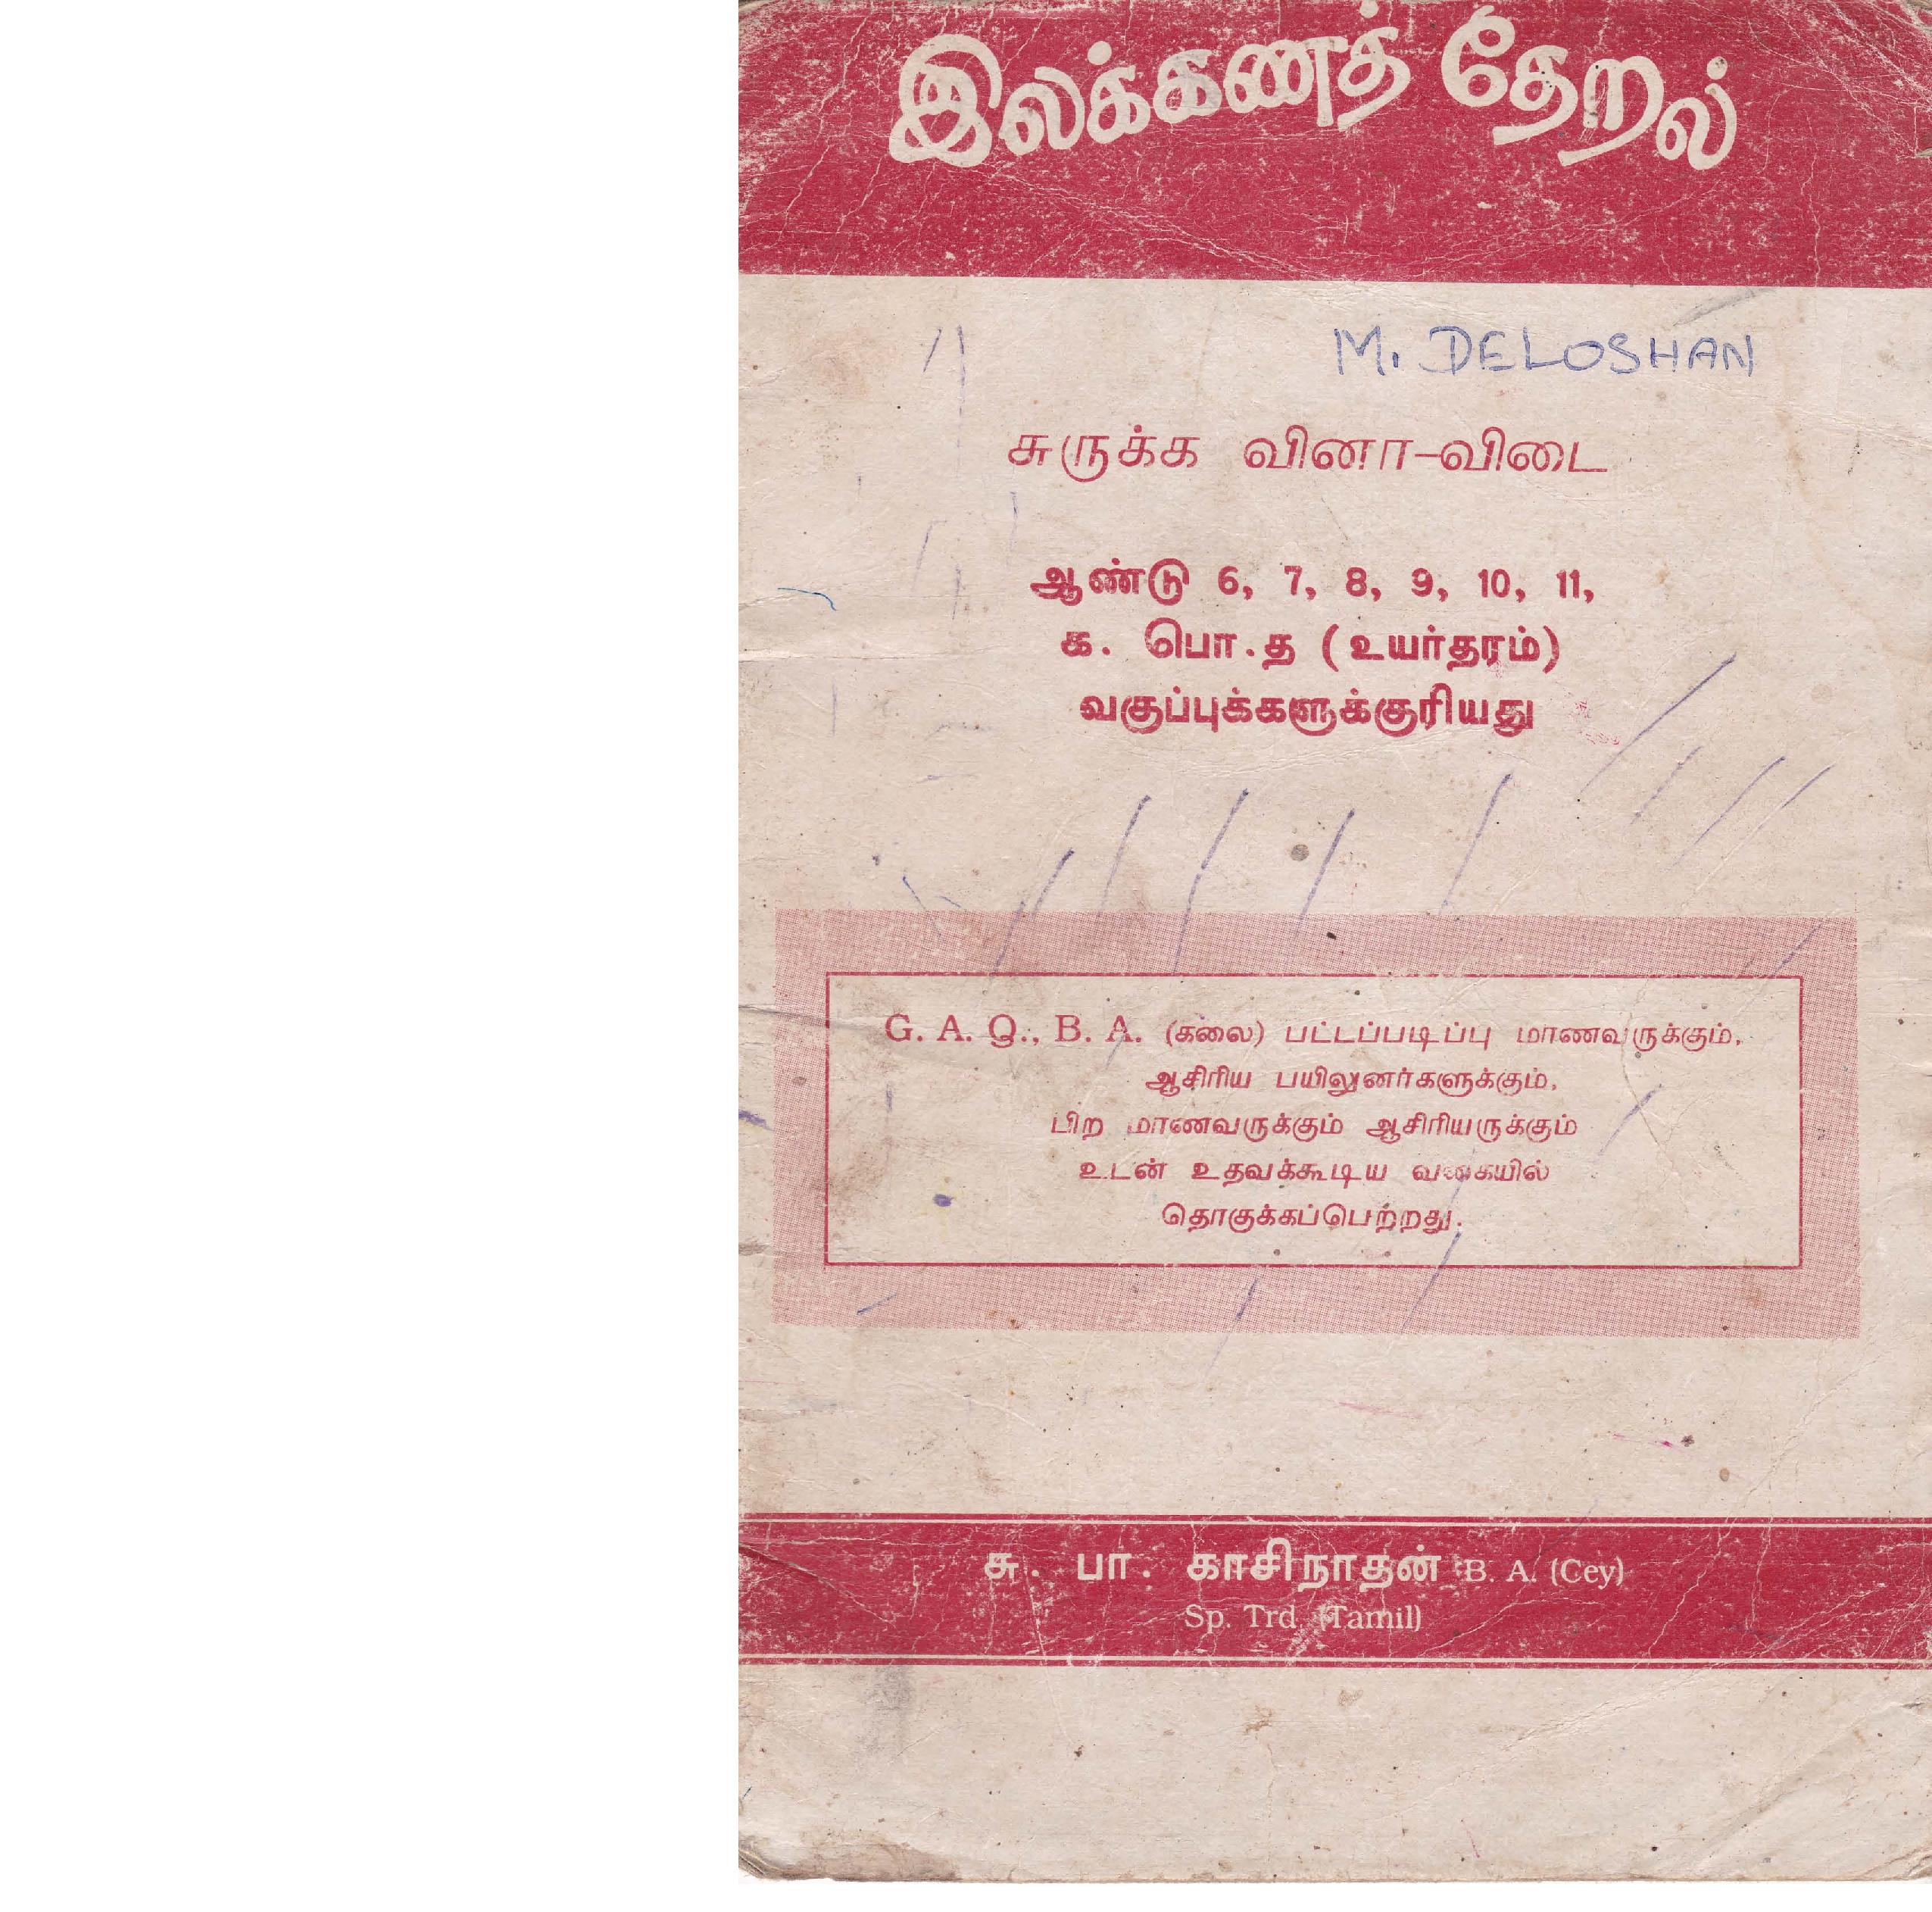 இலக்கணத் தேறல்
M. DELOSHAN
சுருக்க வினா-விடை
ஆண்டு 6, 7, 8, 9, 10, 11,
க. பொ.த (உயர்தரம்)
வகுப்புக்களுக்குரியது
G. A. Q., B. A. (கலை) பட்டப்படிப்பு மாணவருக்கும்,
ஆசிரிய பயிலுனர்களுக்கும்,
பிற மாணவருக்கும் ஆசிரியருக்கும்
உடன் உதவக்கூடிய வகையில்
தொகுக்கப்பெற்றது.
சு. பா. காசிநாதன் B. A. (Cey)
Sp. Trd. (Tamil)